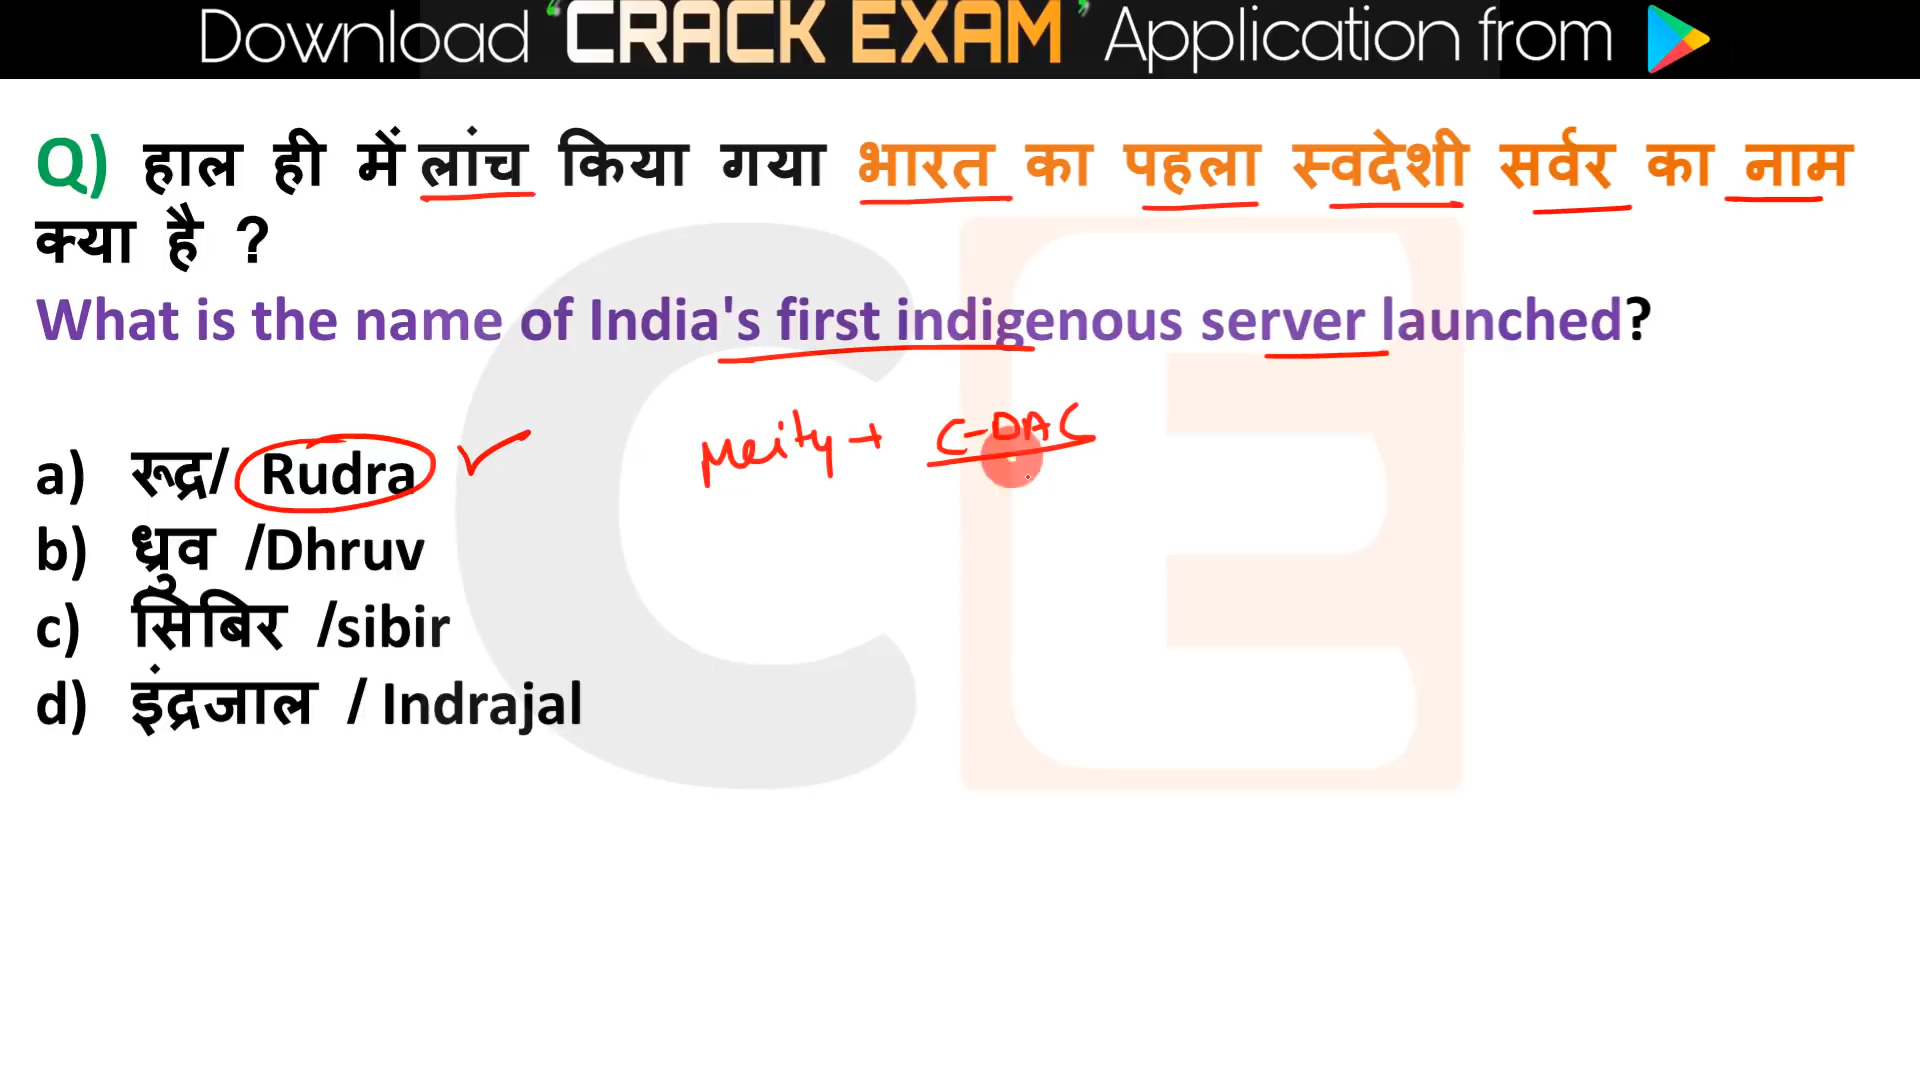 Download ‘CRACK EXAM’ Application from
Q) हाल ही में लांच किया गया भारत का पहला स्वदेशी सर्वर का नाम
क्या है ?
What is the name of India's first indigenous server launched?
Meity + C-DAC
a) रूद्र/ Rudra
b) ध्रुव /Dhruv
c) सिबिर /sibir
d) इंद्रजाल / Indrajal
CE